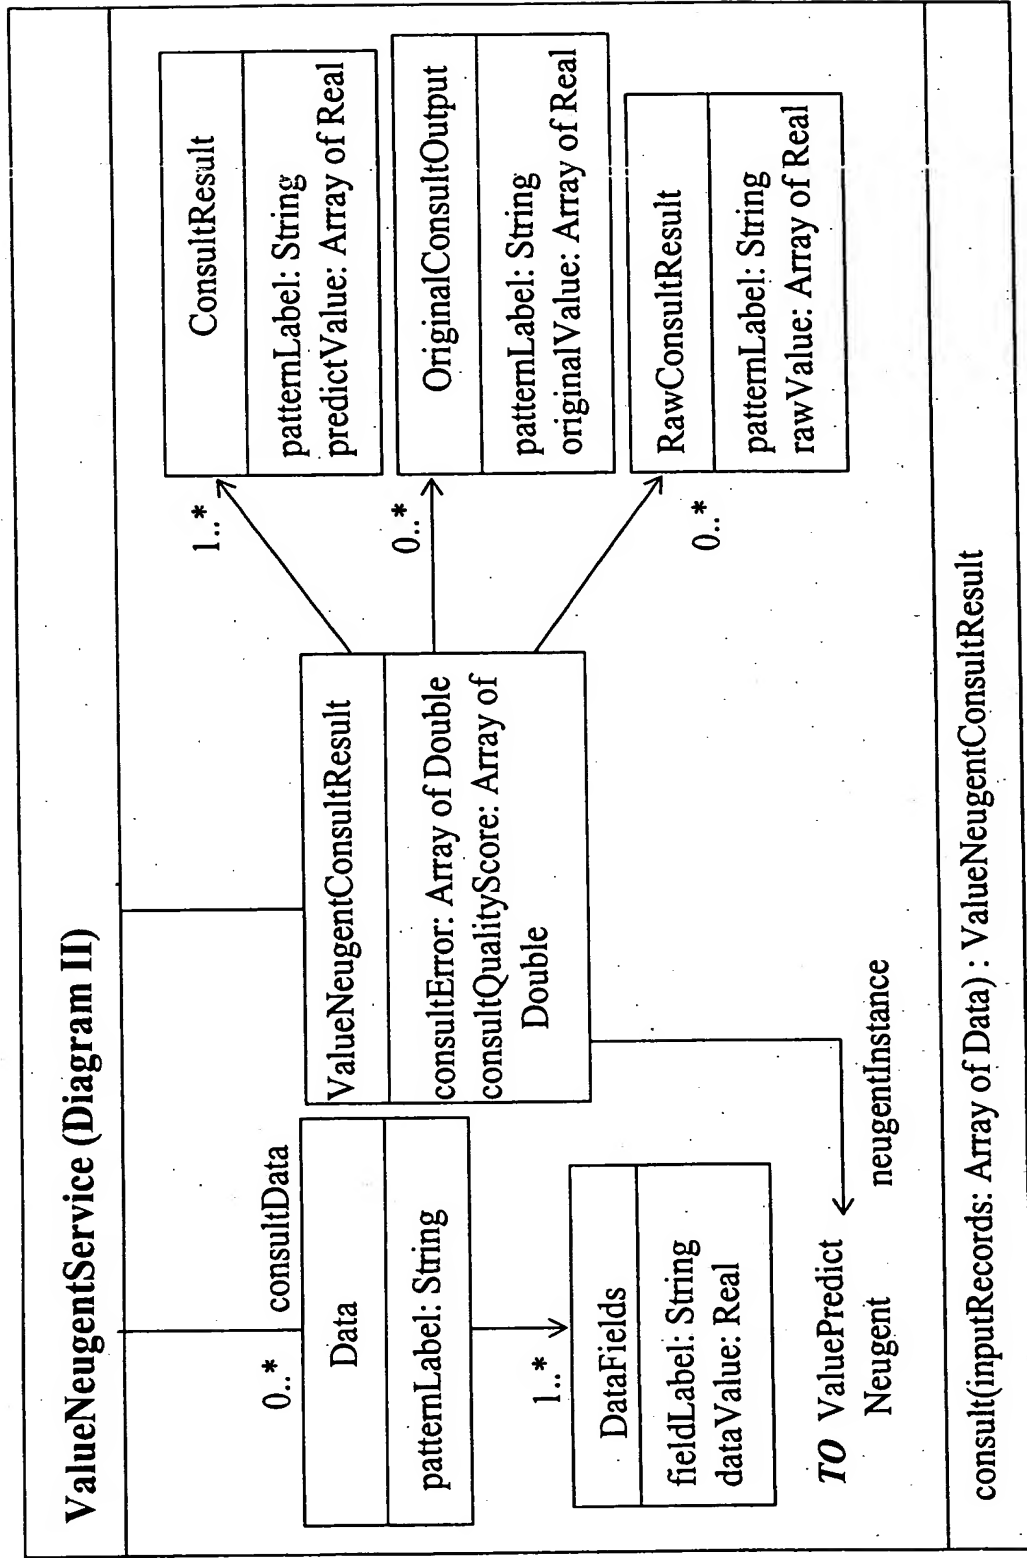 ValueNeugentService (Diagram II)
0..*
consultData
Data
patternLabel: String
1..*
DataFields
fieldLabel: String
dataValue: Real
ValueNeugentConsultResult
consultError: Array of Double
consultQualityScore: Array of
Double
TO ValuePredict
Neugent
neugentInstance
1..*
ConsultResult
patternLabel: String
predictValue: Array of Real
0..*
OriginalConsultOutput
patternLabel: String
originalValue: Array of Real
0..*
RawConsultResult
patternLabel: String
rawValue: Array of Real
consult(inputRecords: Array of Data) : ValueNeugentConsultResult